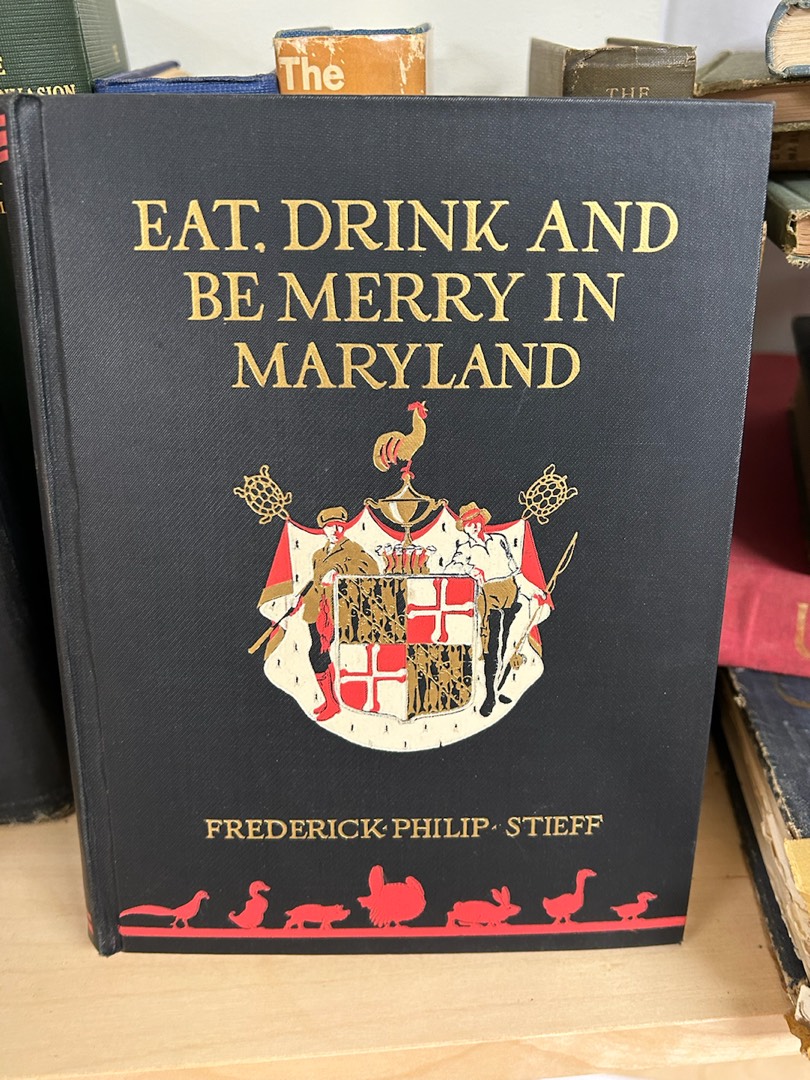 The
THE
EAT, DRINK AND
BE MERRY IN
MARYLAND
FREDERICK·PHILIP·STIEFF